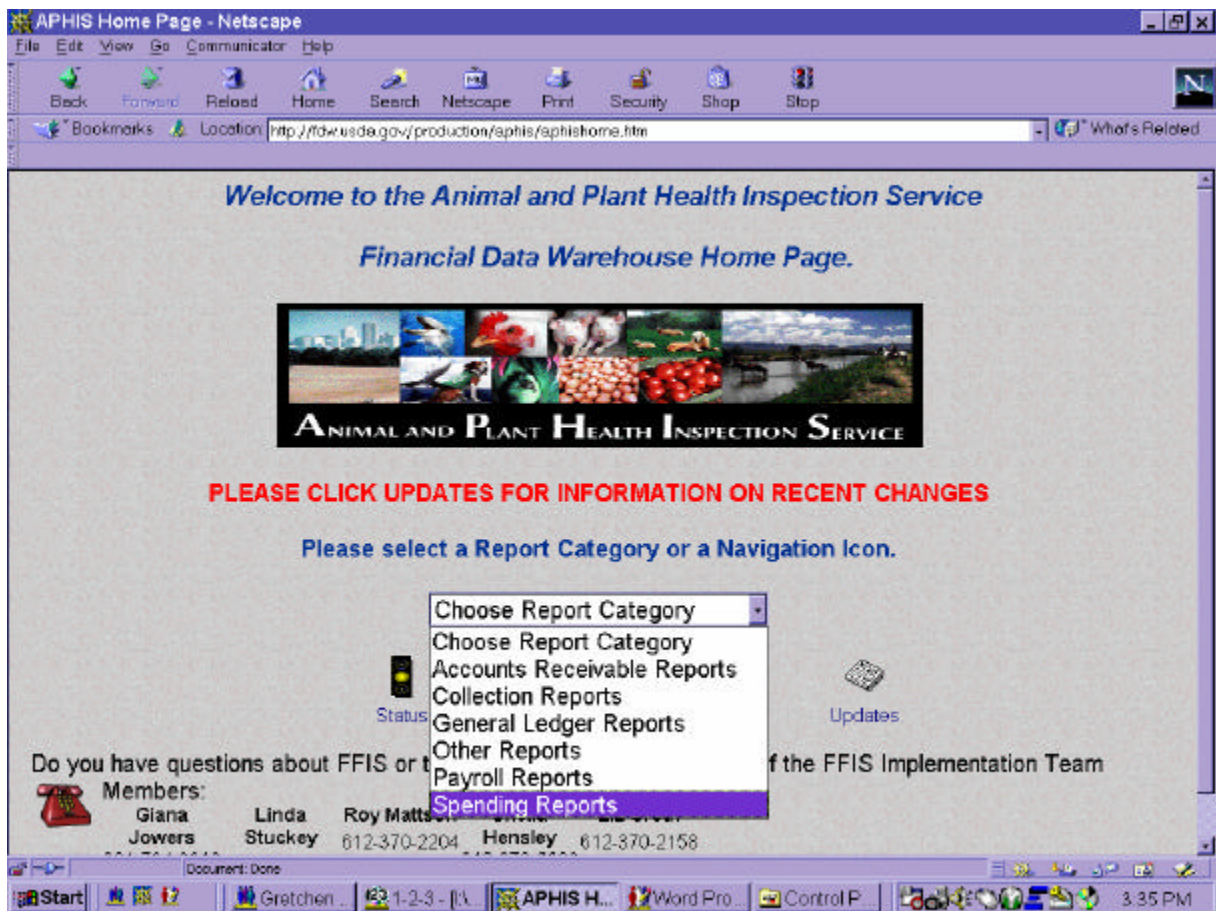 APHIS Home Page - Netscape
File Edit View Go Communicator Help
Back Forward Reload Home Search Netscape Print Security Shop Stop
Bookmarks Location: http://fdw.usda.gov/production/aphis/aphishome.htm What's Related
Welcome to the Animal and Plant Health Inspection Service
Financial Data Warehouse Home Page.
ANIMAL AND PLANT HEALTH INSPECTION SERVICE
PLEASE CLICK UPDATES FOR INFORMATION ON RECENT CHANGES
Please select a Report Category or a Navigation Icon.
Choose Report Category
Choose Report Category
Accounts Receivable Reports
Collection Reports
General Ledger Reports
Other Reports
Payroll Reports
Spending Reports
Status
Updates
Do you have questions about FFIS or t f the FFIS Implementation Team
Members:
Giana Linda Roy Matts
Jowers Stuckey 612-370-2204 Hensley 612-370-2158
Document: Done
Start Gretchen .. 1-2-3 - [I:\.. APHIS H... Word Pro... Control P... 3:35 PM